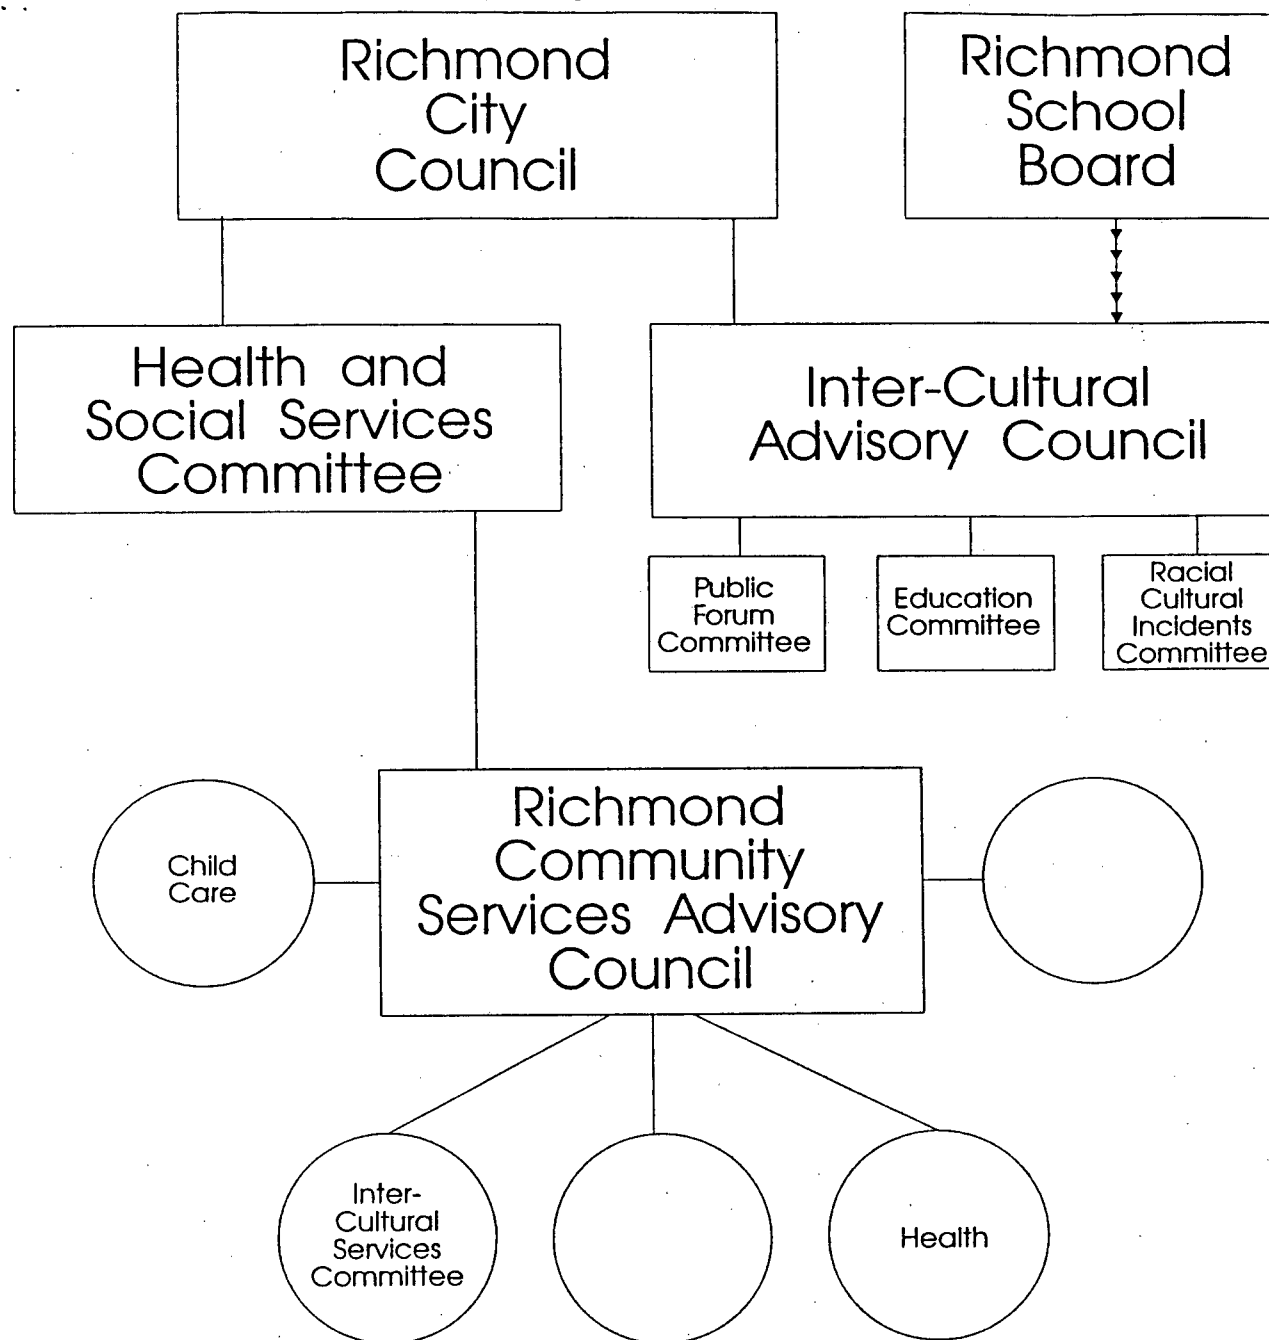 Richmond
City
Council
Richmond
School
Board
Health and
Social Services
Committee
Inter-Cultural
Advisory Council
Public
Forum
Committee
Education
Committee
Racial
Cultural
Incidents
Committee
Child
Care
Richmond
Community
Services Advisory
Council
Inter-
Cultural
Services
Committee
Health